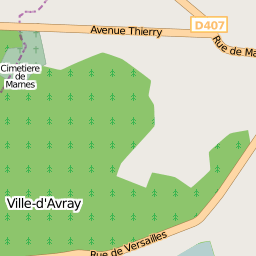 D407
Avenue Thierry
Rue de Ma
Cimetiere
de
Marnes
Ville-d'Avray
Rue de Versailles